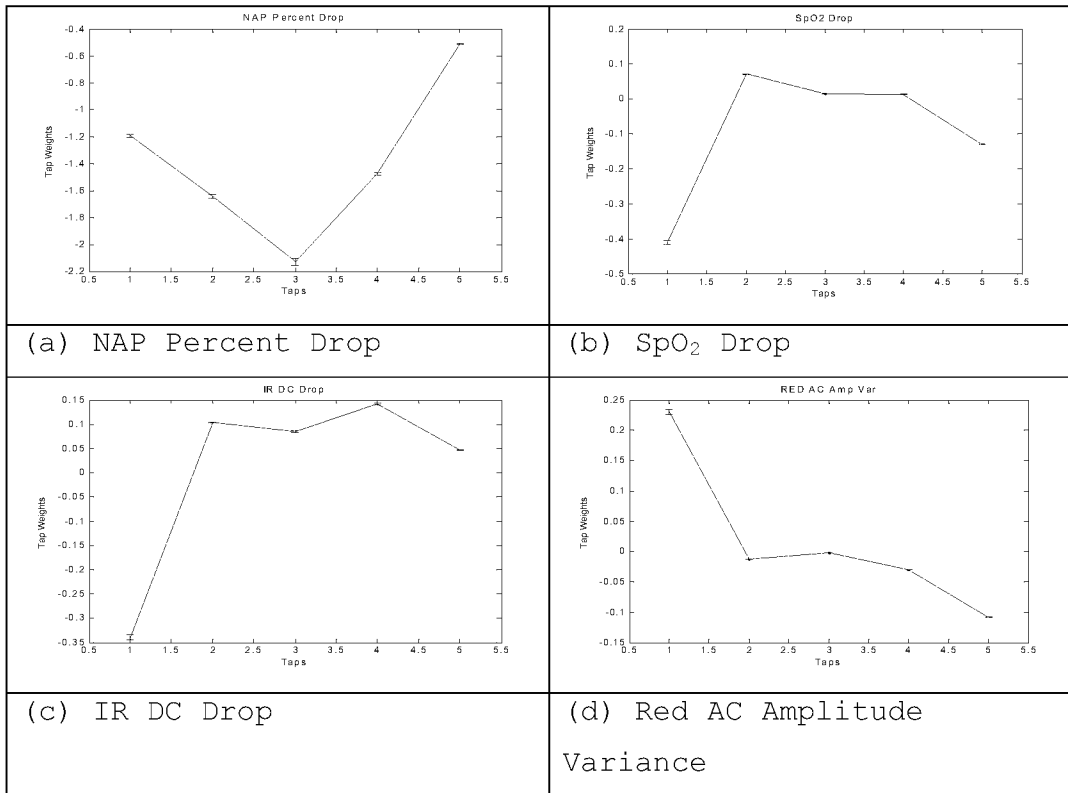 NAP Percent Drop
-0.4
-0.6
-0.8
-1
-1.2
-1.4
-1.6
-1.8
-2
-2.2
Tap Weights
0.5 1 1.5 2 2.5 3 3.5 4 4.5 5 5.5
Taps
(a) NAP Percent Drop
SpO2 Drop
0.2
0.1
0
-0.1
-0.2
-0.3
-0.4
-0.5
Tap Weights
0.5 1 1.5 2 2.5 3 3.5 4 4.5 5 5.5
Taps
(b) SpO₂ Drop
IR DC Drop
0.15
0.1
0.05
0
-0.05
-0.1
-0.15
-0.2
-0.25
-0.3
-0.35
Tap Weights
0.5 1 1.5 2 2.5 3 3.5 4 4.5 5 5.5
Taps
(c) IR DC Drop
RED AC Amp Var
0.25
0.2
0.15
0.1
0.05
0
-0.05
-0.1
-0.15
Tap Weights
0.5 1 1.5 2 2.5 3 3.5 4 4.5 5 5.5
Taps
(d) Red AC Amplitude
Variance